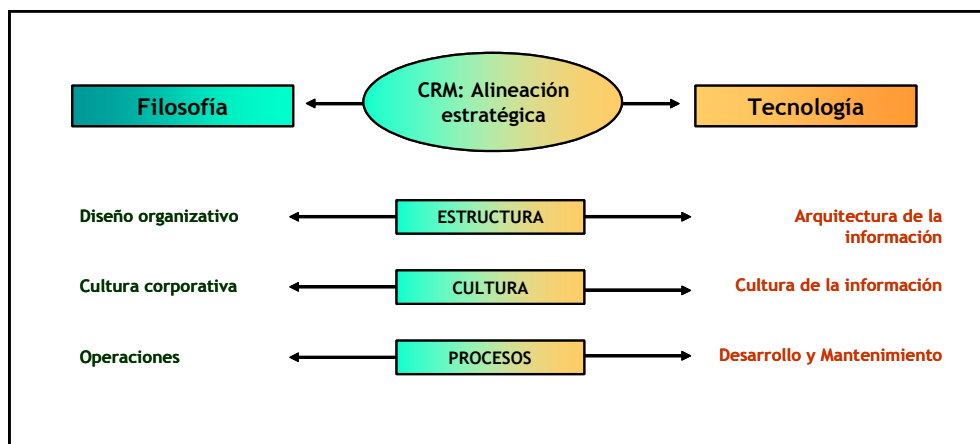 CRM: Alineación
estratégica
Filosofía
Tecnología
Diseño organizativo
ESTRUCTURA
Arquitectura de la
información
Cultura corporativa
CULTURA
Cultura de la información
Operaciones
PROCESOS
Desarrollo y Mantenimiento